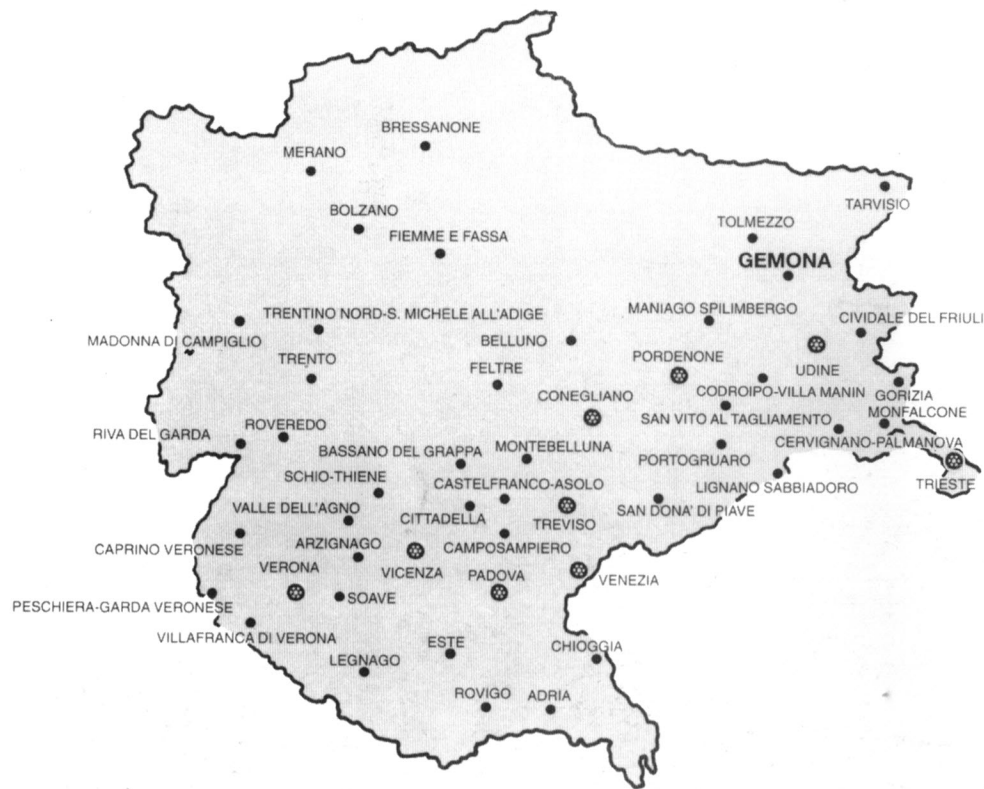 BRESSANONE
MERANO
TARVISIO
BOLZANO
TOLMEZZO
FIEMME E FASSA
GEMONA
TRENTINO NORD-S. MICHELE ALL'ADIGE
MANIAGO SPILIMBERGO
CIVIDALE DEL FRIULI
MADONNA DI CAMPIGLIO
BELLUNO
TRENTO
PORDENONE
UDINE
FELTRE
CONEGLIANO
CODROIPO-VILLA MANIN
GORIZIA
SAN VITO AL TAGLIAMENTO
MONFALCONE
RIVA DEL GARDA
ROVEREDO
CERVIGNANO-PALMANOVA
BASSANO DEL GRAPPA
MONTEBELLUNA
PORTOGRUARO
SCHIO-THIENE
CASTELFRANCO-ASOLO
LIGNANO SABBIADORO
TRIESTE
VALLE DELL'AGNO
CITTADELLA
TREVISO
SAN DONA' DI PIAVE
CAPRINO VERONESE
ARZIGNAGO
CAMPOSAMPIERO
VERONA
VICENZA
PADOVA
VENEZIA
PESCHIERA-GARDA VERONESE
SOAVE
VILLAFRANCA DI VERONA
ESTE
CHIOGGIA
LEGNAGO
ROVIGO
ADRIA